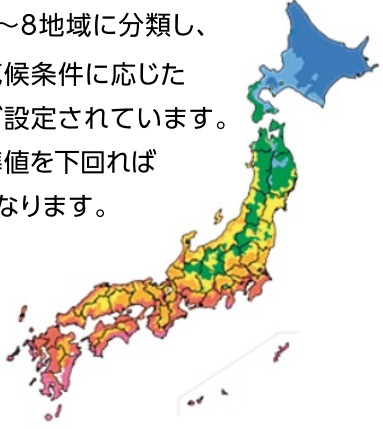 ～8地域に分類し、
候条件に応じた
設定されています。
値を下回れば
なります。